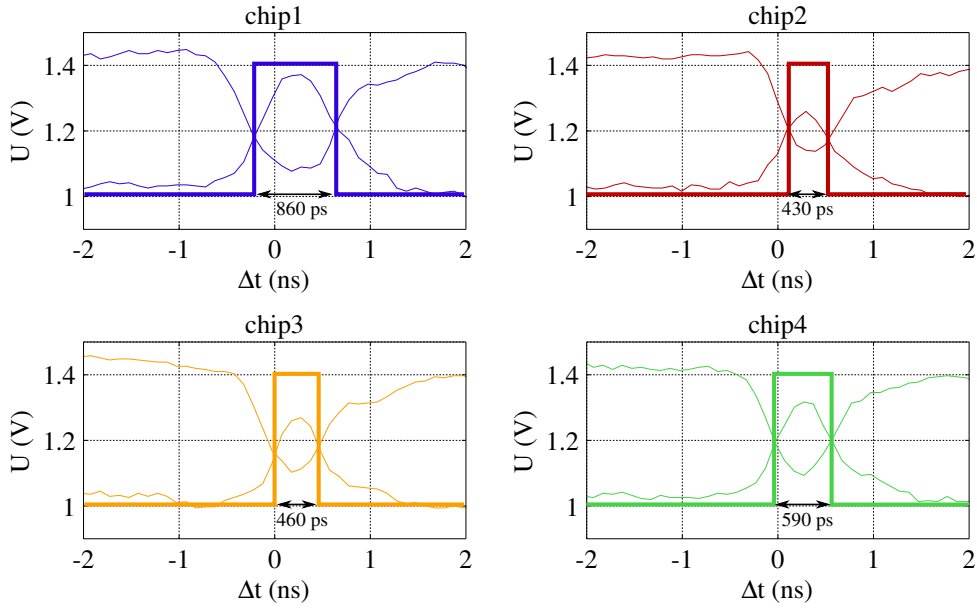 chip1
U (V)
1.4
1.2
1
860 ps
-2 -1 0 1 2
Δt (ns)
chip2
U (V)
1.4
1.2
1
430 ps
-2 -1 0 1 2
Δt (ns)
chip3
U (V)
1.4
1.2
1
460 ps
-2 -1 0 1 2
Δt (ns)
chip4
U (V)
1.4
1.2
1
590 ps
-2 -1 0 1 2
Δt (ns)